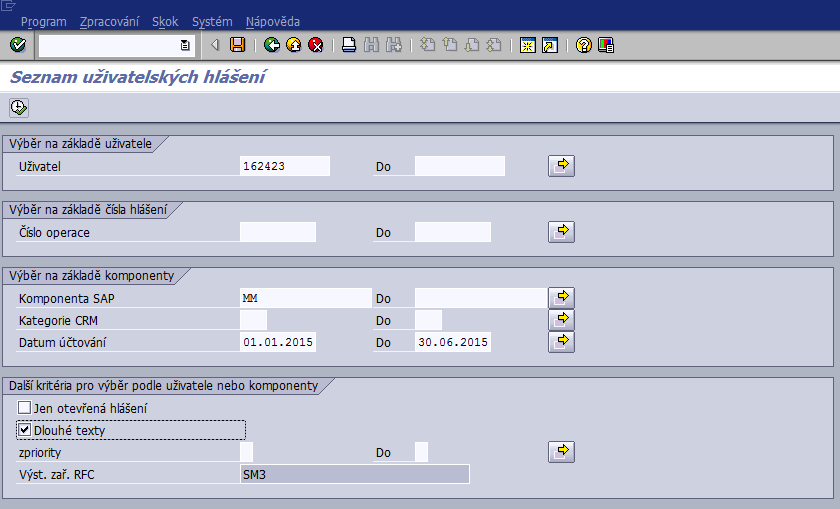 Program Zpracování Skok Systém Nápověda
Seznam uživatelských hlášení
Výběr na základě uživatele
Uživatel 162423 Do
Výběr na základě čísla hlášení
Číslo operace Do
Výběr na základě komponenty
Komponenta SAP MM Do
Kategorie CRM Do
Datum účtování 01.01.2015 Do 30.06.2015
Další kritéria pro výběr podle uživatele nebo komponenty
Jen otevřená hlášení
Dlouhé texty
zpriority Do
Výst. zař. RFC SM3